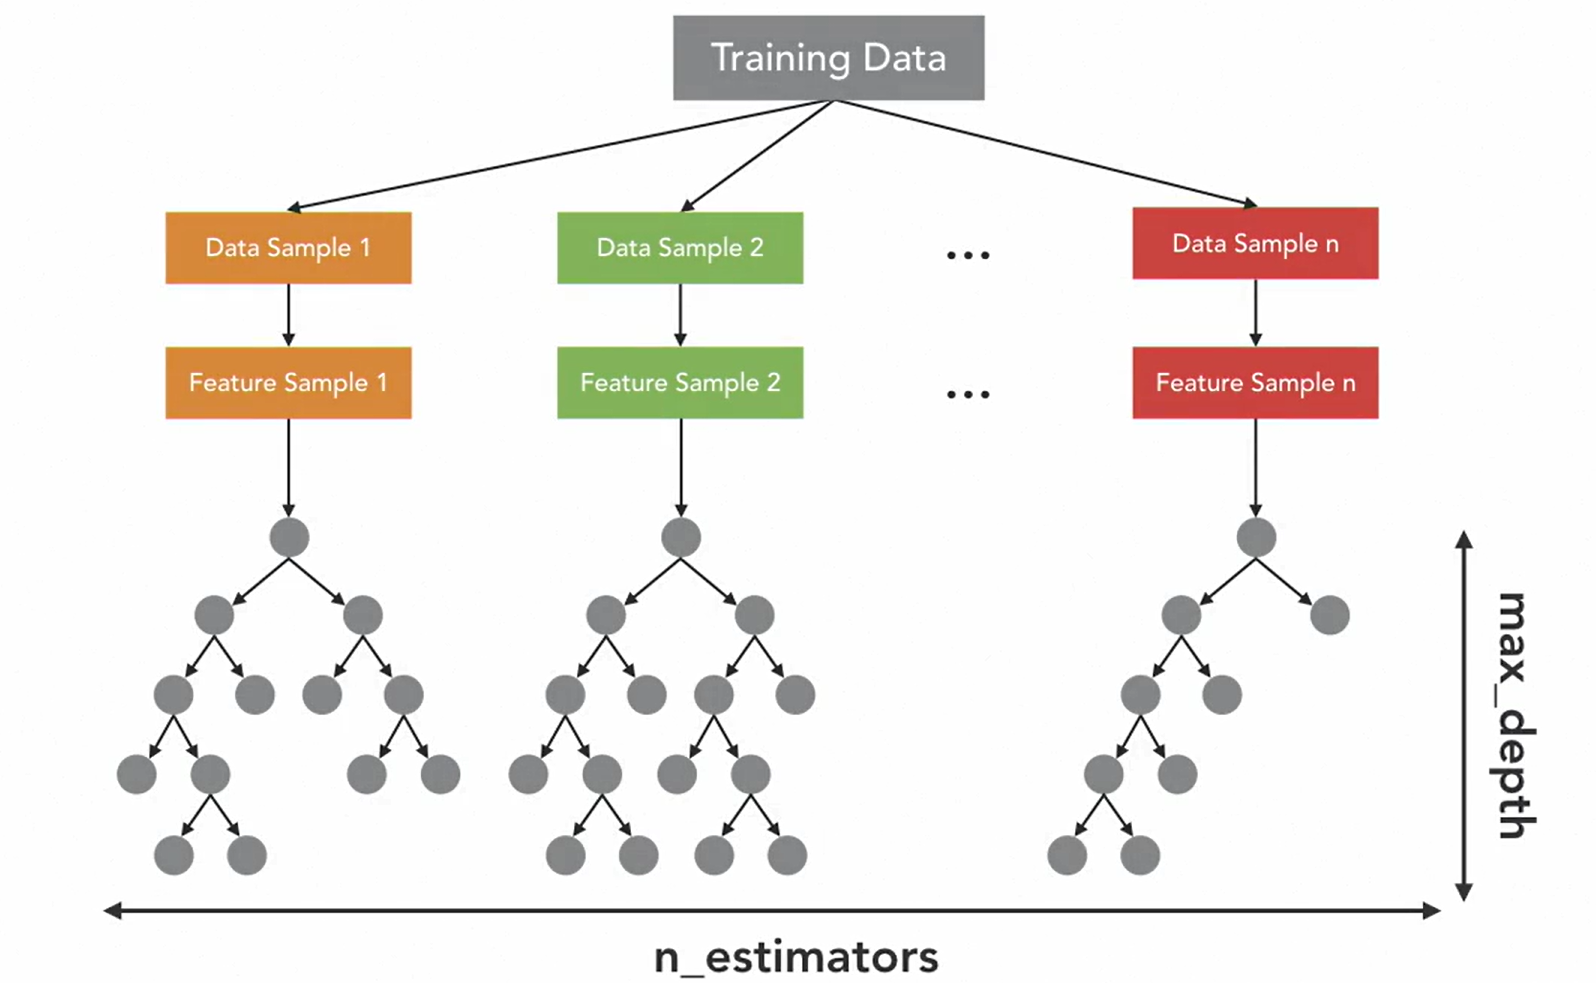 Training Data
Data Sample 1
Data Sample 2
...
Data Sample n
Feature Sample 1
Feature Sample 2
...
Feature Sample n
max_depth
n_estimators